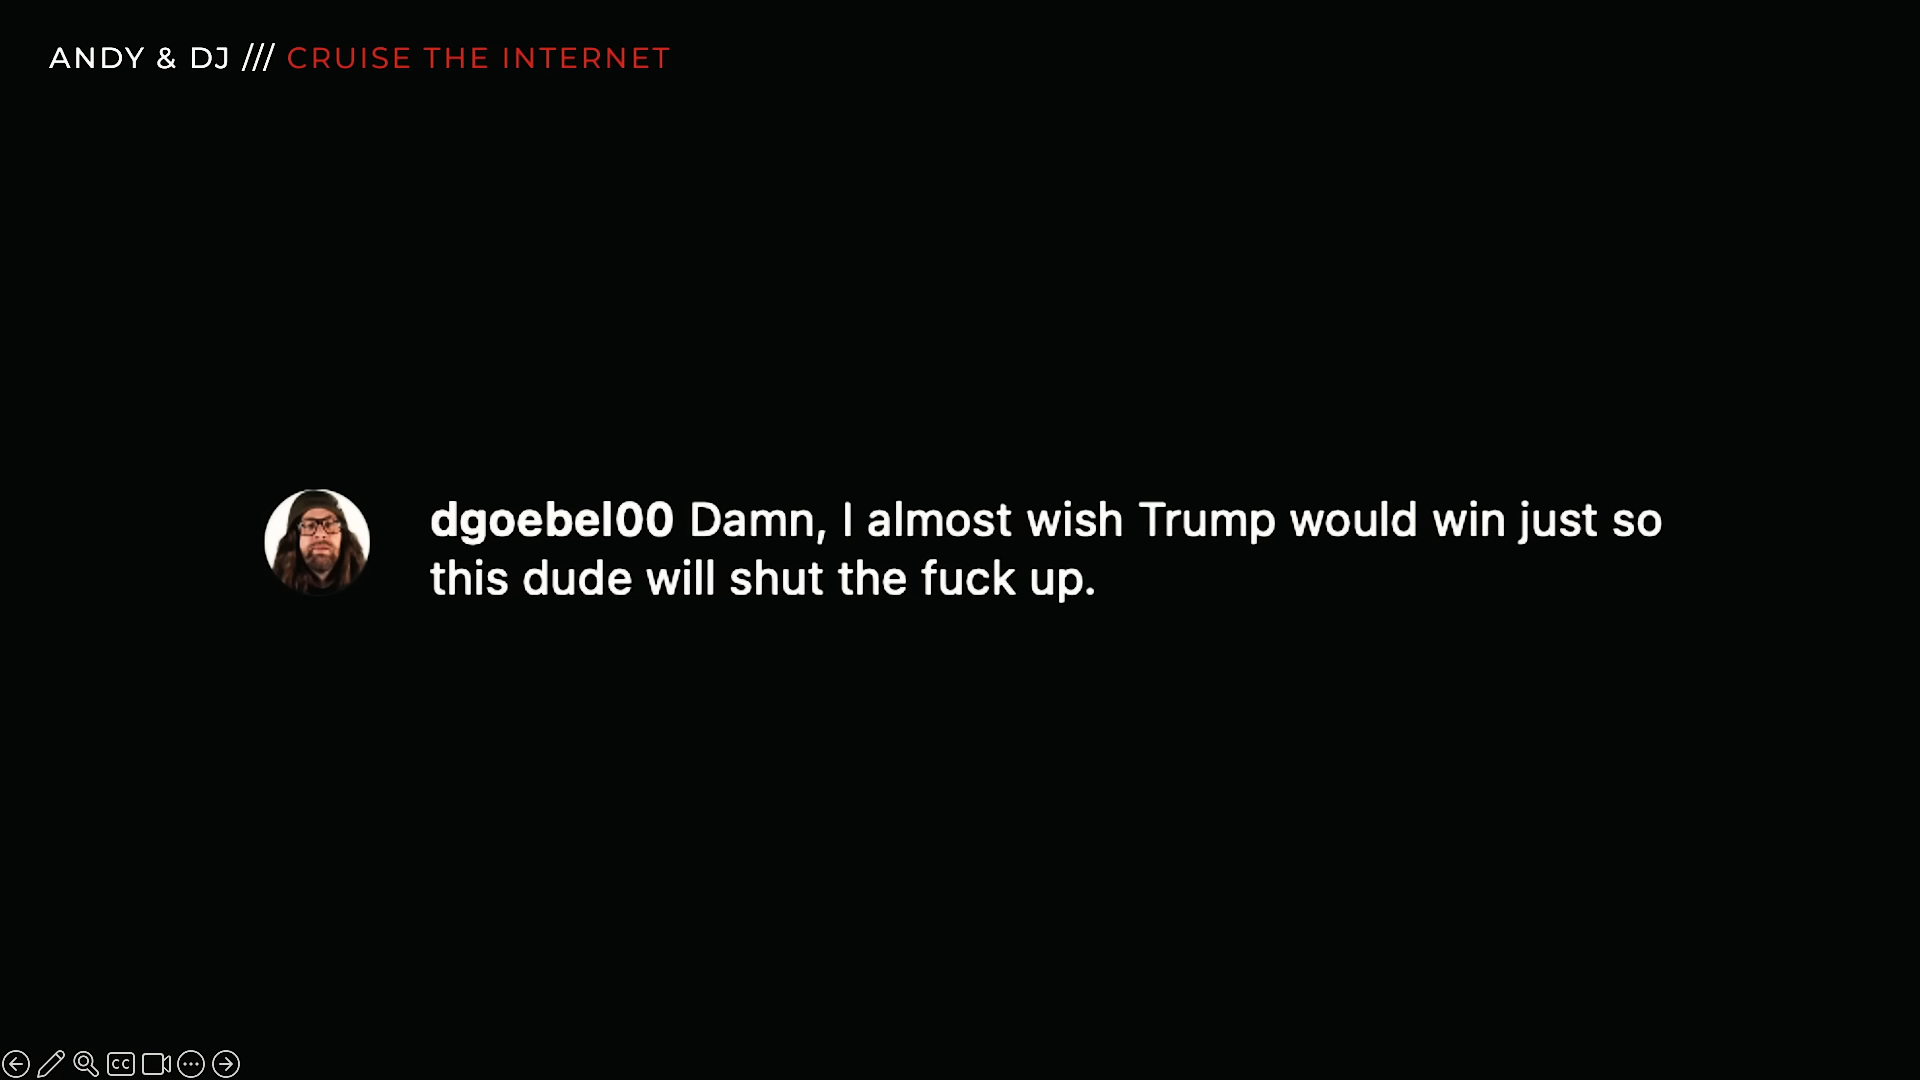 ANDY & DJ /// CRUISE THE INTERNET
dgoebel00 Damn, I almost wish Trump would win just so
this dude will shut the fuck up.
CC